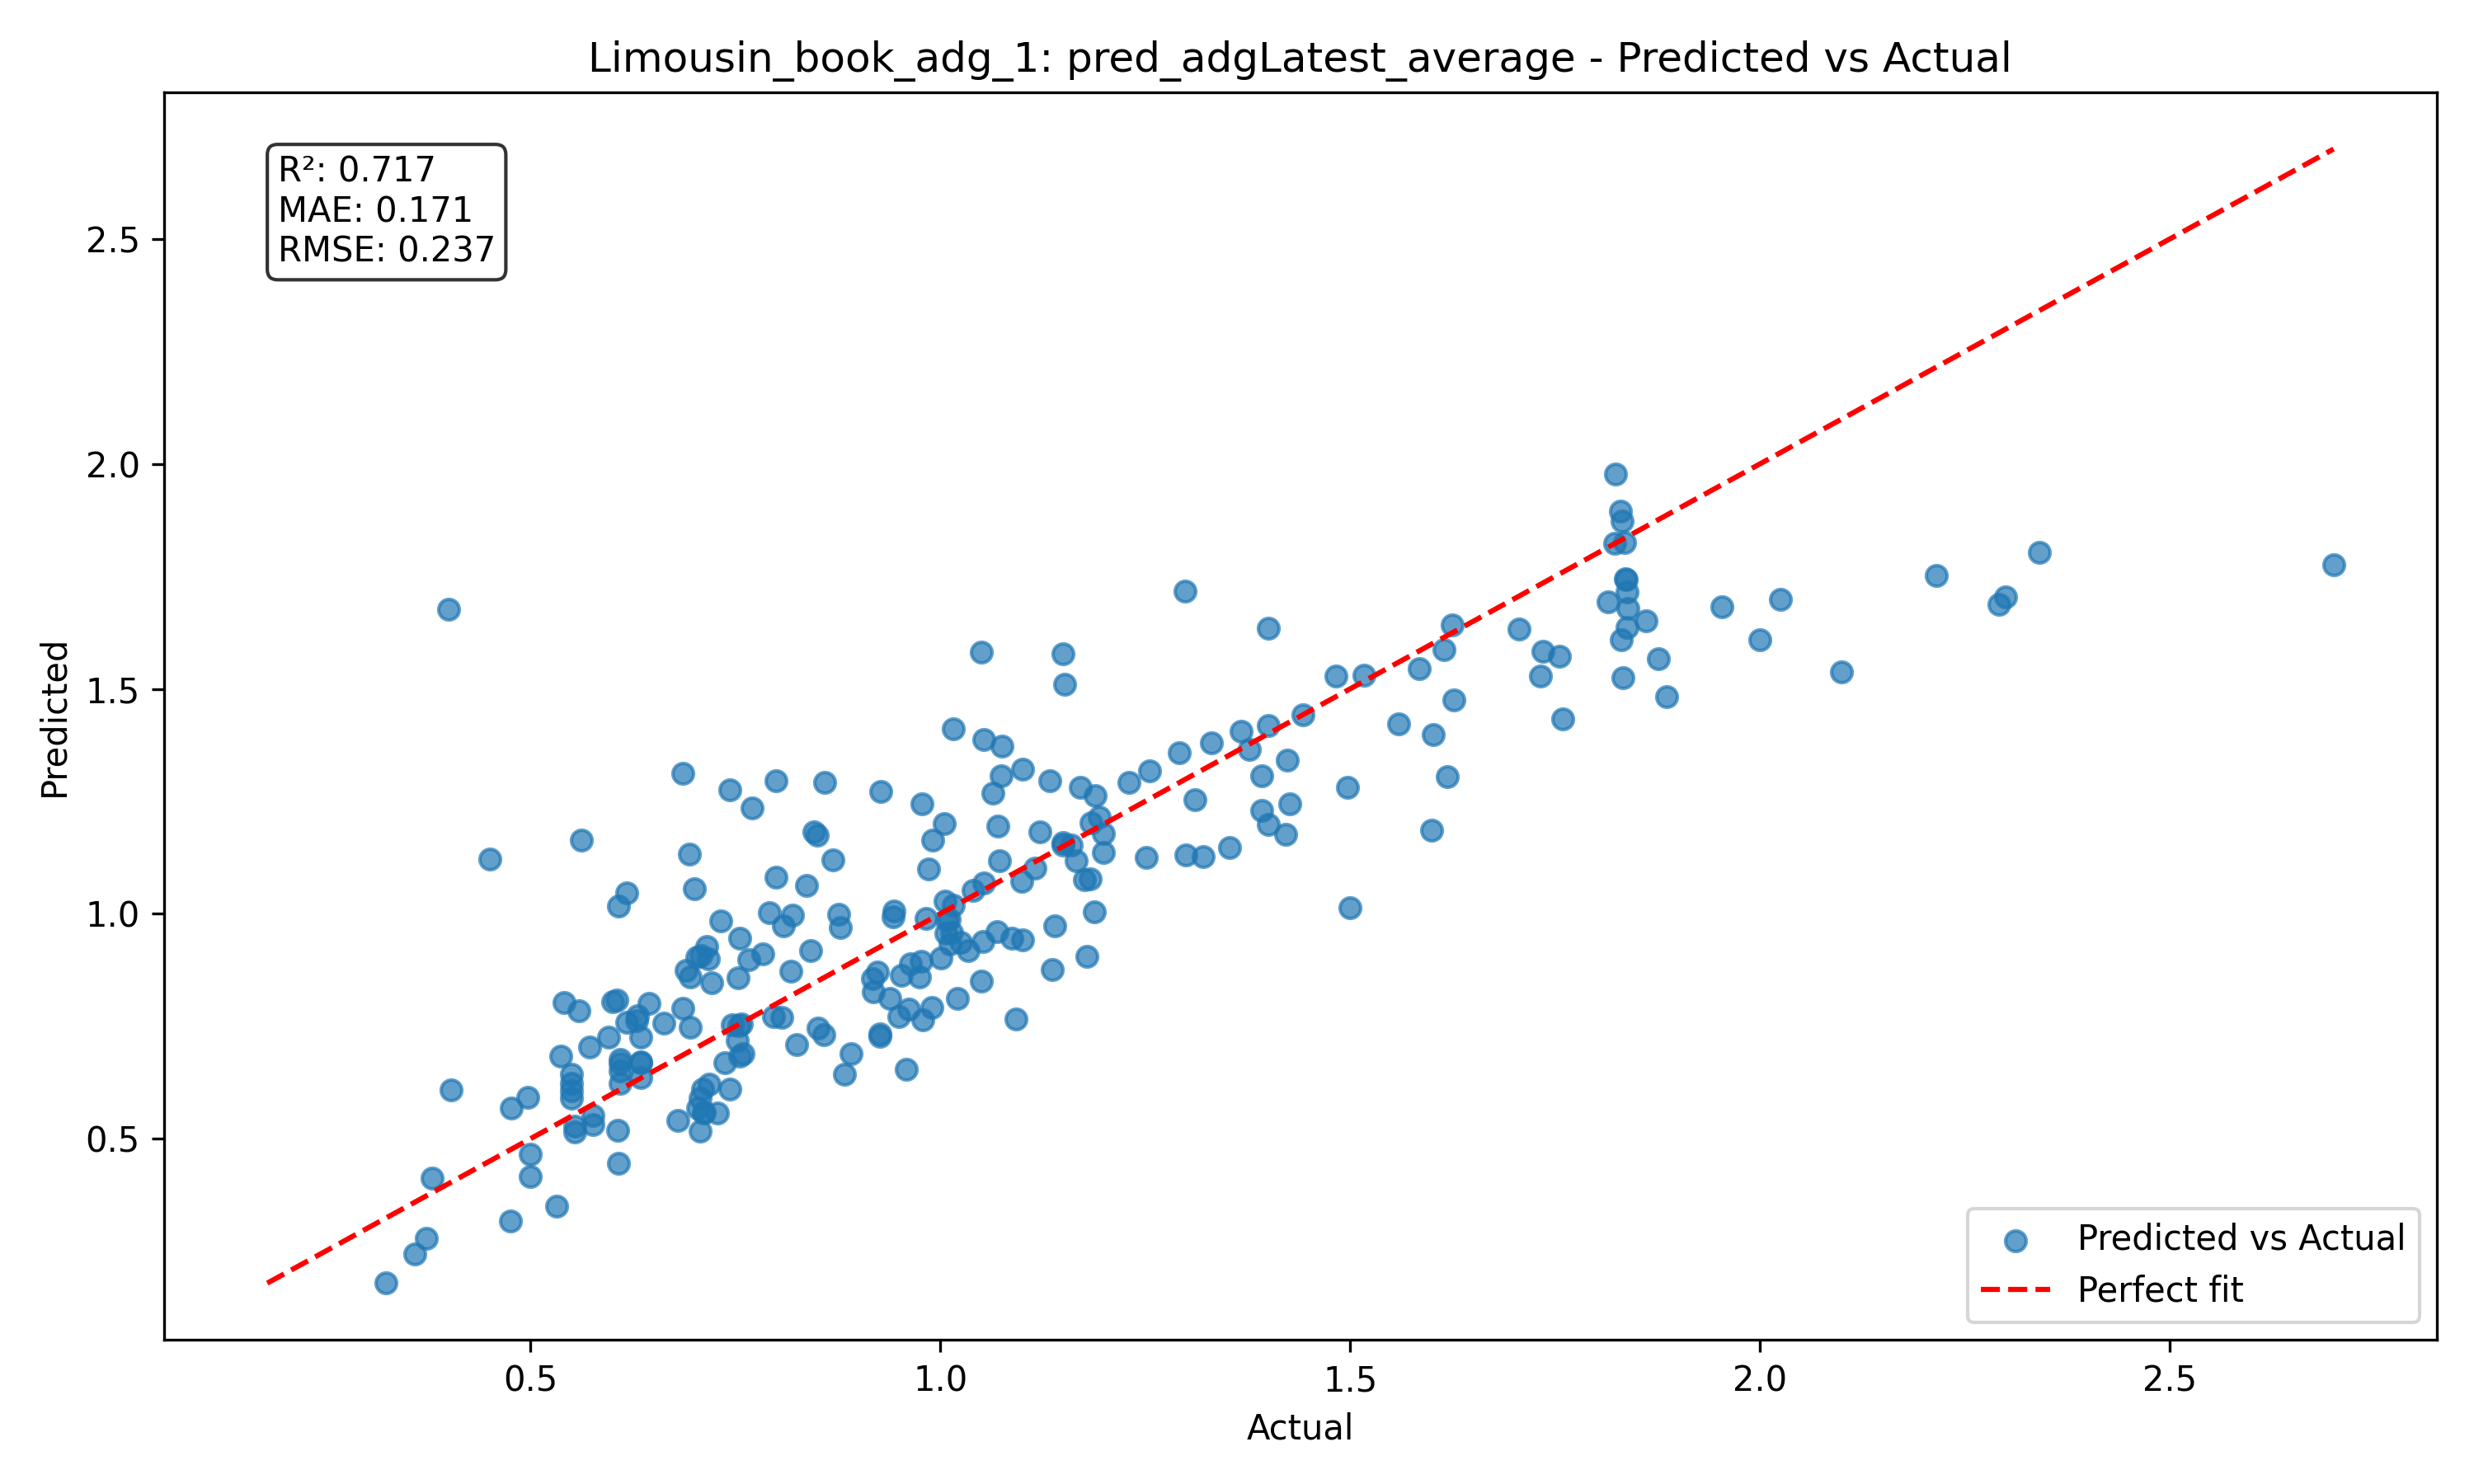 Limousin_book_adg_1: pred_adgLatest_average - Predicted vs Actual
R²: 0.717
MAE: 0.171
RMSE: 0.237
2.5
2.0
1.5
1.0
0.5
Predicted
Predicted vs Actual
Perfect fit
0.5 1.0 1.5 2.0 2.5
Actual